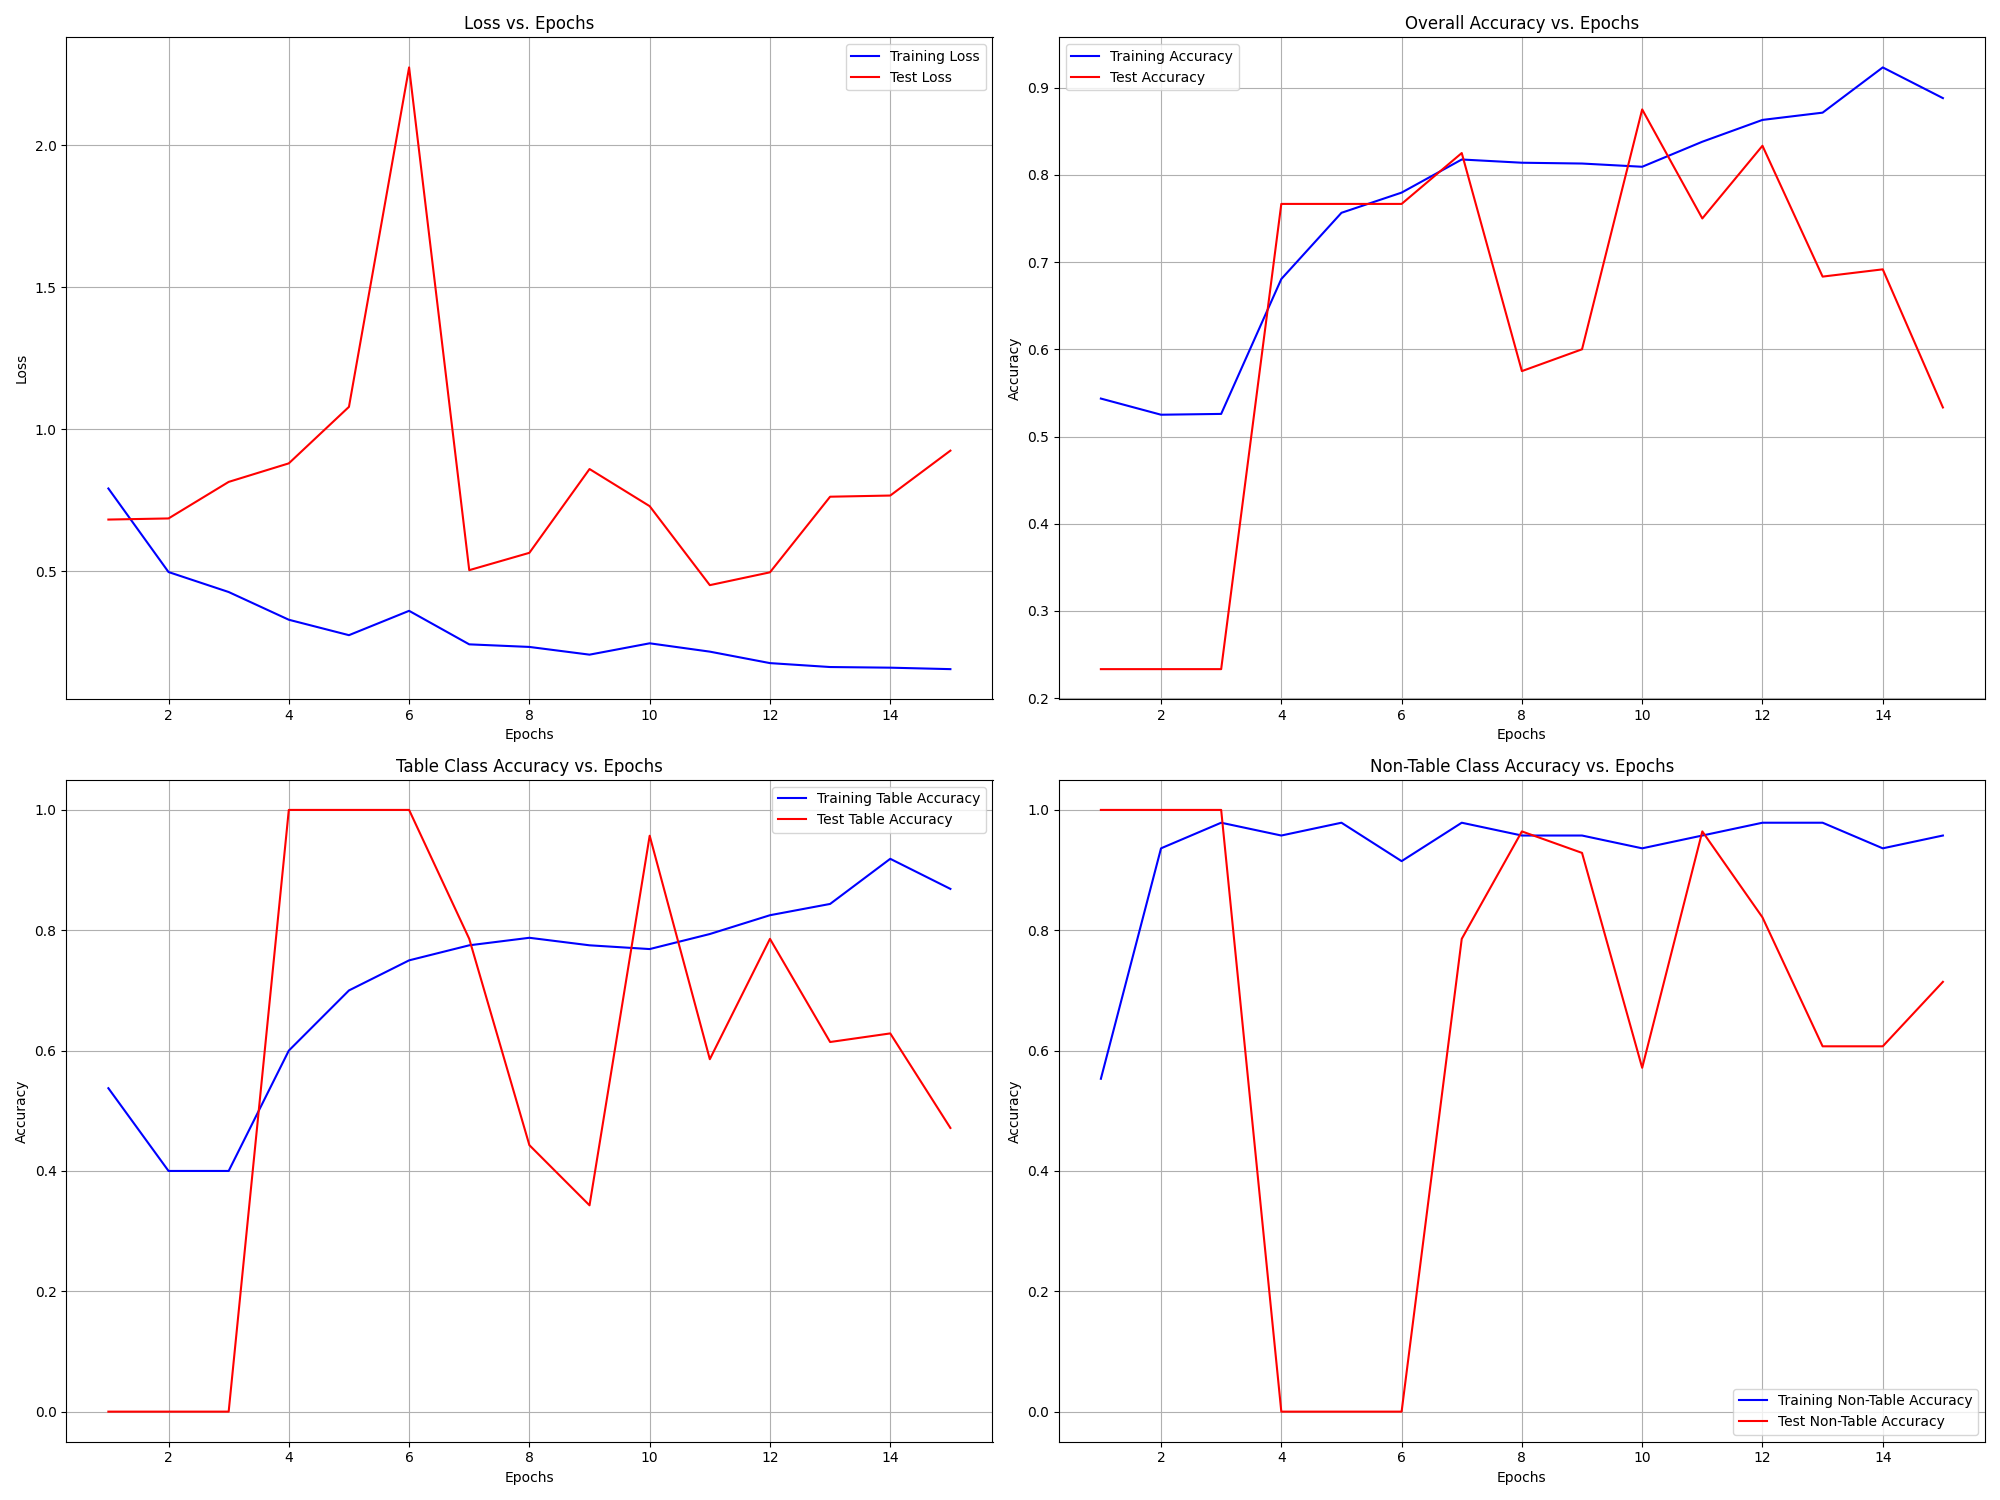 Loss vs. Epochs
Training Loss
Test Loss
Loss
2.0
1.5
1.0
0.5
2 4 6 8 10 12 14
Epochs
Overall Accuracy vs. Epochs
Training Accuracy
Test Accuracy
Accuracy
0.9
0.8
0.7
0.6
0.5
0.4
0.3
0.2
2 4 6 8 10 12 14
Epochs
Table Class Accuracy vs. Epochs
Training Table Accuracy
Test Table Accuracy
Accuracy
1.0
0.8
0.6
0.4
0.2
0.0
2 4 6 8 10 12 14
Epochs
Non-Table Class Accuracy vs. Epochs
Accuracy
1.0
0.8
0.6
0.4
0.2
0.0
Training Non-Table Accuracy
Test Non-Table Accuracy
2 4 6 8 10 12 14
Epochs